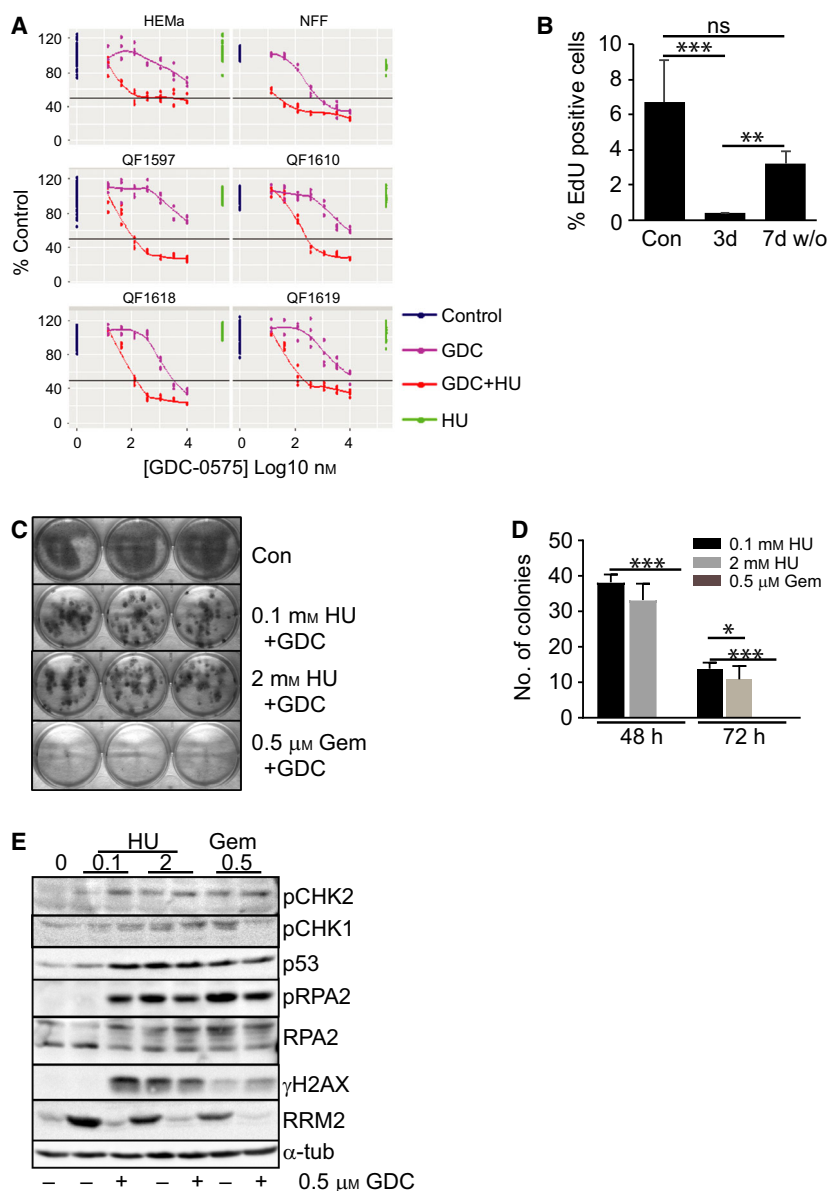 A
HEMa
NFF
120
80
40
0
QF1597
QF1610
120
80
40
0
% Control
QF1618
QF1619
120
80
40
0
0
2
4
0
2
4
[GDC-0575] Log10 nM
Control
GDC
GDC+HU
HU
B
ns
***
**
10
8
6
4
2
0
% EdU positive cells
Con
3d
7d w/o
C
Con
0.1 mM HU
+GDC
2 mM HU
+GDC
0.5 µM Gem
+GDC
D
50
40
30
20
10
0
No. of colonies
0.1 mM HU
2 mM HU
0.5 µM Gem
***
*
***
48 h
72 h
E
HU
Gem
0
0.1
2
0.5
pCHK2
pCHK1
p53
pRPA2
RPA2
γH2AX
RRM2
α-tub
– – + – + – + 0.5 µM GDC